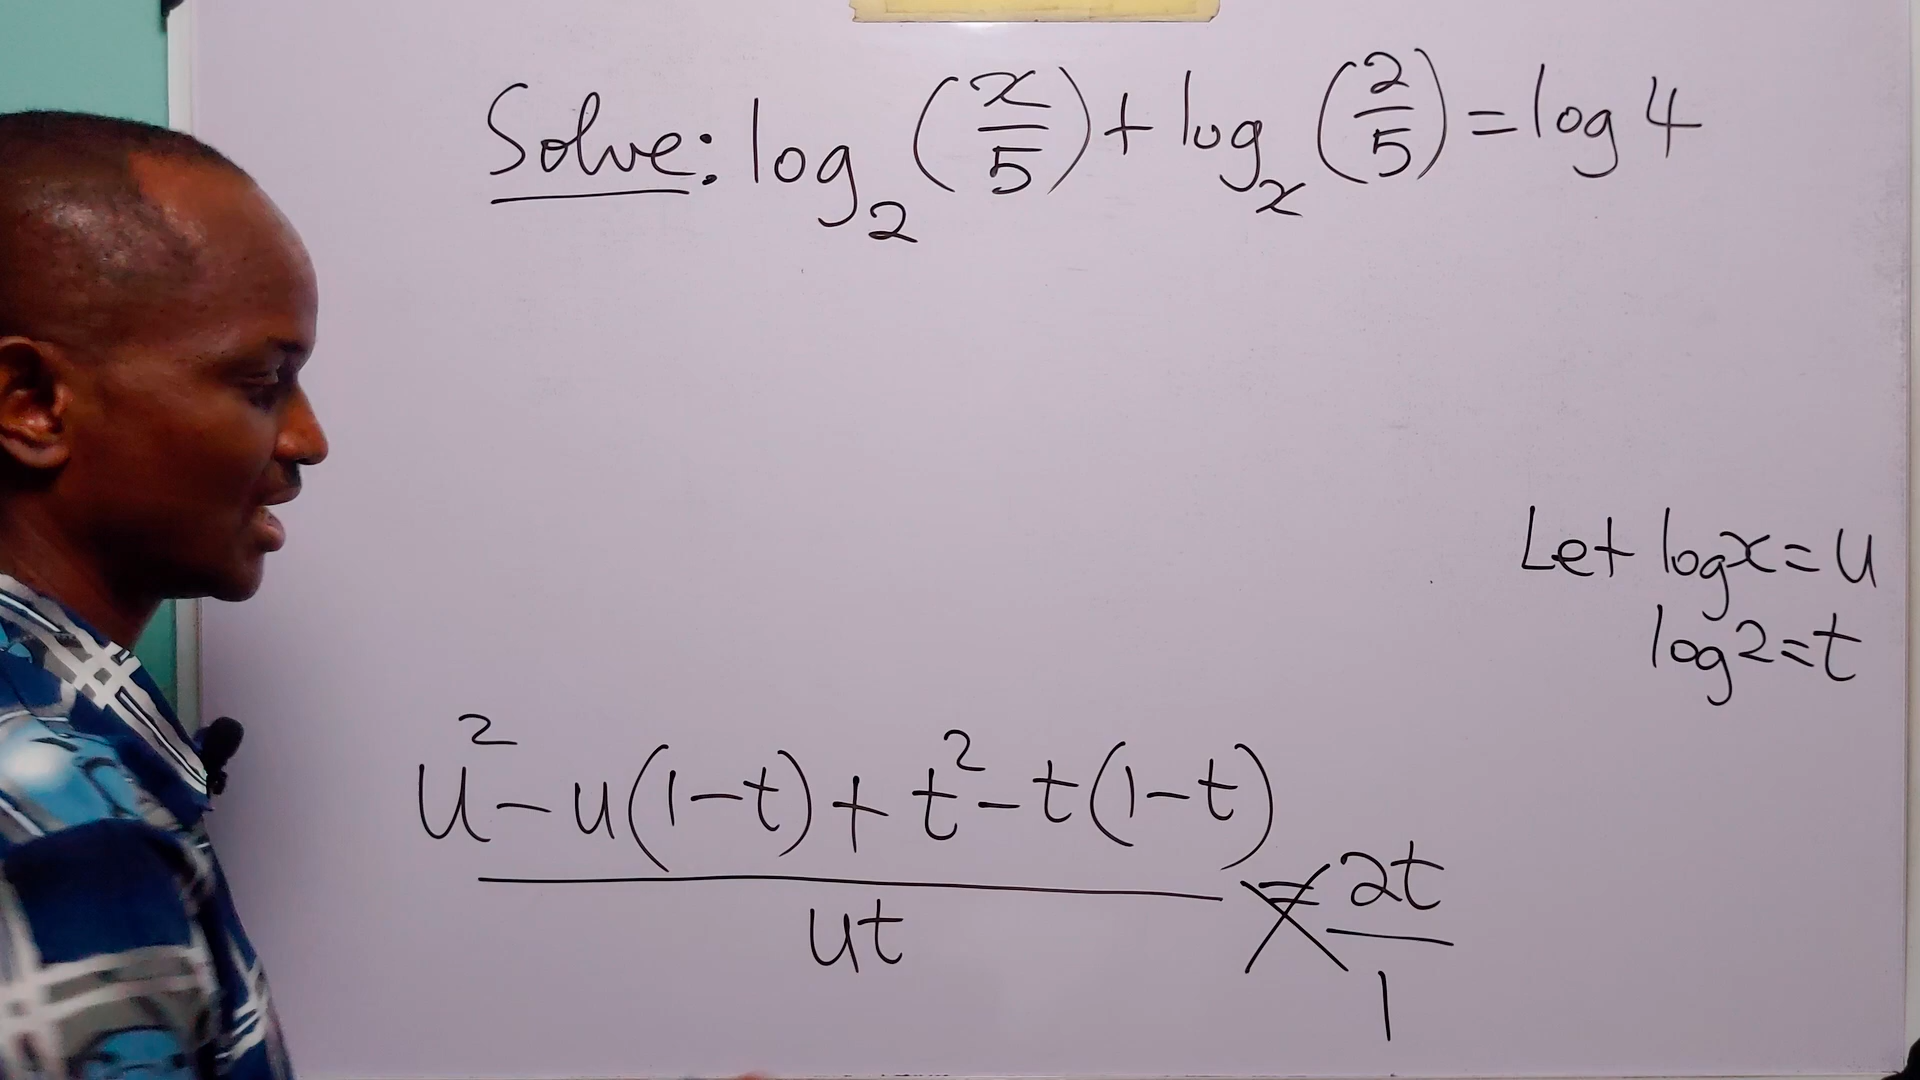 Solve: log₂(x/5) + logₓ(2/5) = log 4
Let log x = u
log 2 = t
u² - u(1-t) + t² - t(1-t)
ut
= 2t
1